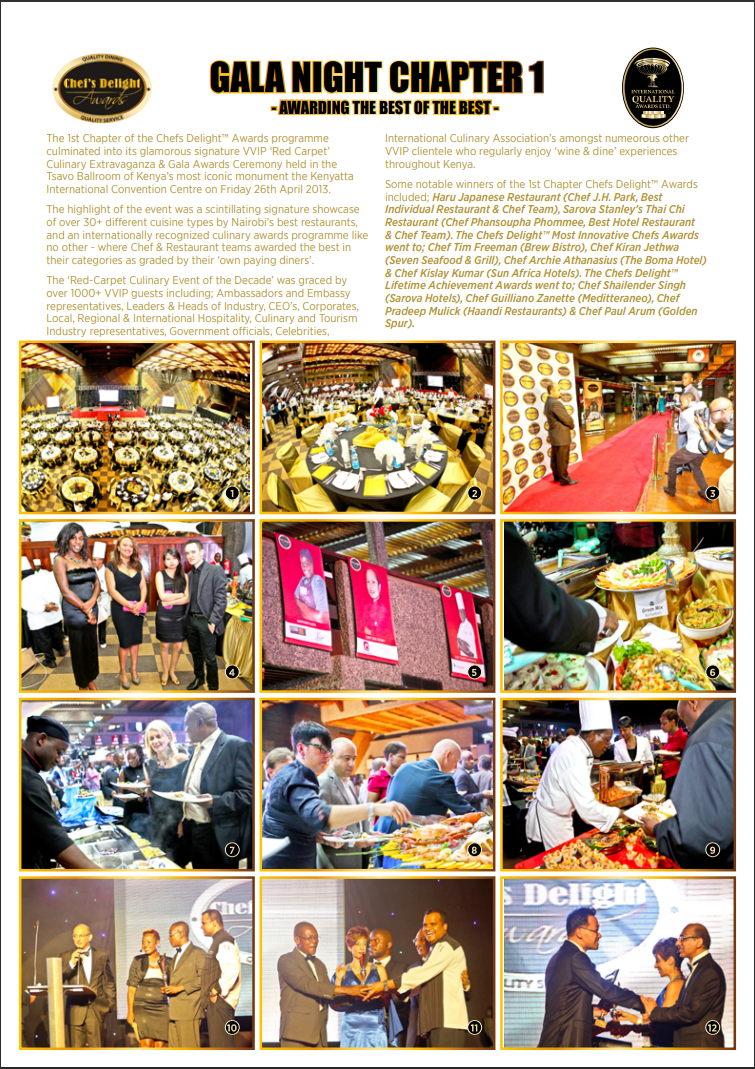 QUALITY DINING
Chef's Delight
Awards
QUALITY SERVICE
GALA NIGHT CHAPTER 1
- AWARDING THE BEST OF THE BEST -
INTERNATIONAL
QUALITY
AWARDS LTD.
The 1st Chapter of the Chefs Delight™ Awards programme
culminated into its glamorous signature VVIP 'Red Carpet'
Culinary Extravaganza & Gala Awards Ceremony held in the
Tsavo Ballroom of Kenya's most iconic monument the Kenyatta
International Convention Centre on Friday 26th April 2013.
The highlight of the event was a scintillating signature showcase
of over 30+ different cuisine types by Nairobi's best restaurants,
and an internationally recognized culinary awards programme like
no other - where Chef & Restaurant teams awarded the best in
their categories as graded by their 'own paying diners'.
The 'Red-Carpet Culinary Event of the Decade' was graced by
over 1000+ VVIP guests including; Ambassadors and Embassy
representatives, Leaders & Heads of Industry, CEO's, Corporates,
Local, Regional & International Hospitality, Culinary and Tourism
Industry representatives, Government officials, Celebrities,
International Culinary Association's amongst numeorous other
VVIP clientele who regularly enjoy 'wine & dine' experiences
throughout Kenya.
Some notable winners of the 1st Chapter Chefs Delight™ Awards
included; Haru Japanese Restaurant (Chef J.H. Park, Best
Individual Restaurant & Chef Team), Sarova Stanley's Thai Chi
Restaurant (Chef Phansoupha Phommee, Best Hotel Restaurant
& Chef Team). The Chefs Delight™ Most Innovative Chefs Awards
went to; Chef Tim Freeman (Brew Bistro), Chef Kiran Jethwa
(Seven Seafood & Grill), Chef Archie Athanasius (The Boma Hotel)
& Chef Kislay Kumar (Sun Africa Hotels). The Chefs Delight™
Lifetime Achievement Awards went to; Chef Shailender Singh
(Sarova Hotels), Chef Guilliano Zanette (Mediteraneo), Chef
Pradeep Mulick (Haandi Restaurants) & Chef Paul Arum (Golden
Spur).
1
2
3
4
5
6
7
8
9
Chef
10
11
s Delight
war
LITY S
12